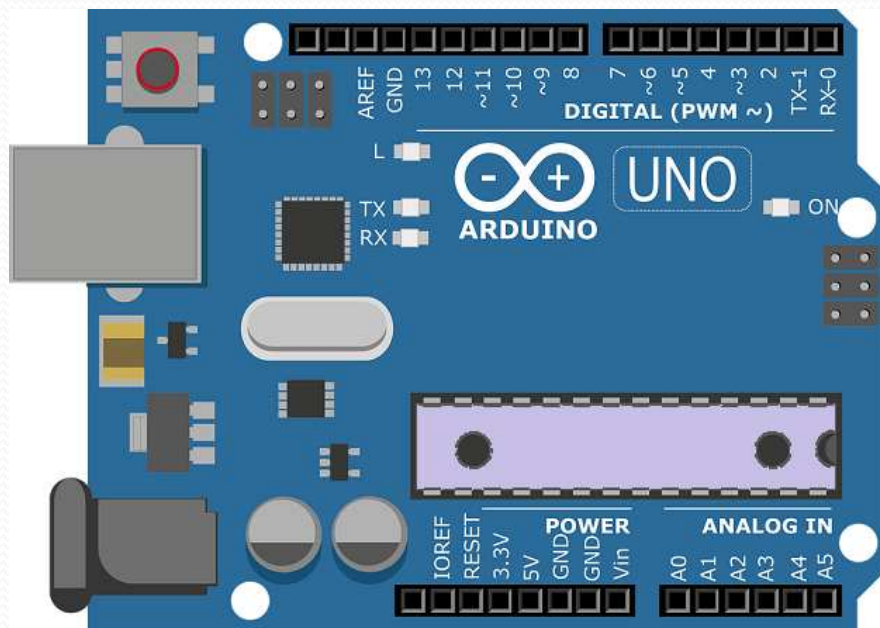 AREF
GND
13
12
~11
~10
~9
8
7
~6
~5
4
~3
2
TX-1
RX-0
DIGITAL (PWM ~)
L
TX
RX
- +
ARDUINO
UNO
ON
POWER
ANALOG IN
IOREF
RESET
3.3V
5V
GND
GND
Vin
A0
A1
A2
A3
A4
A5